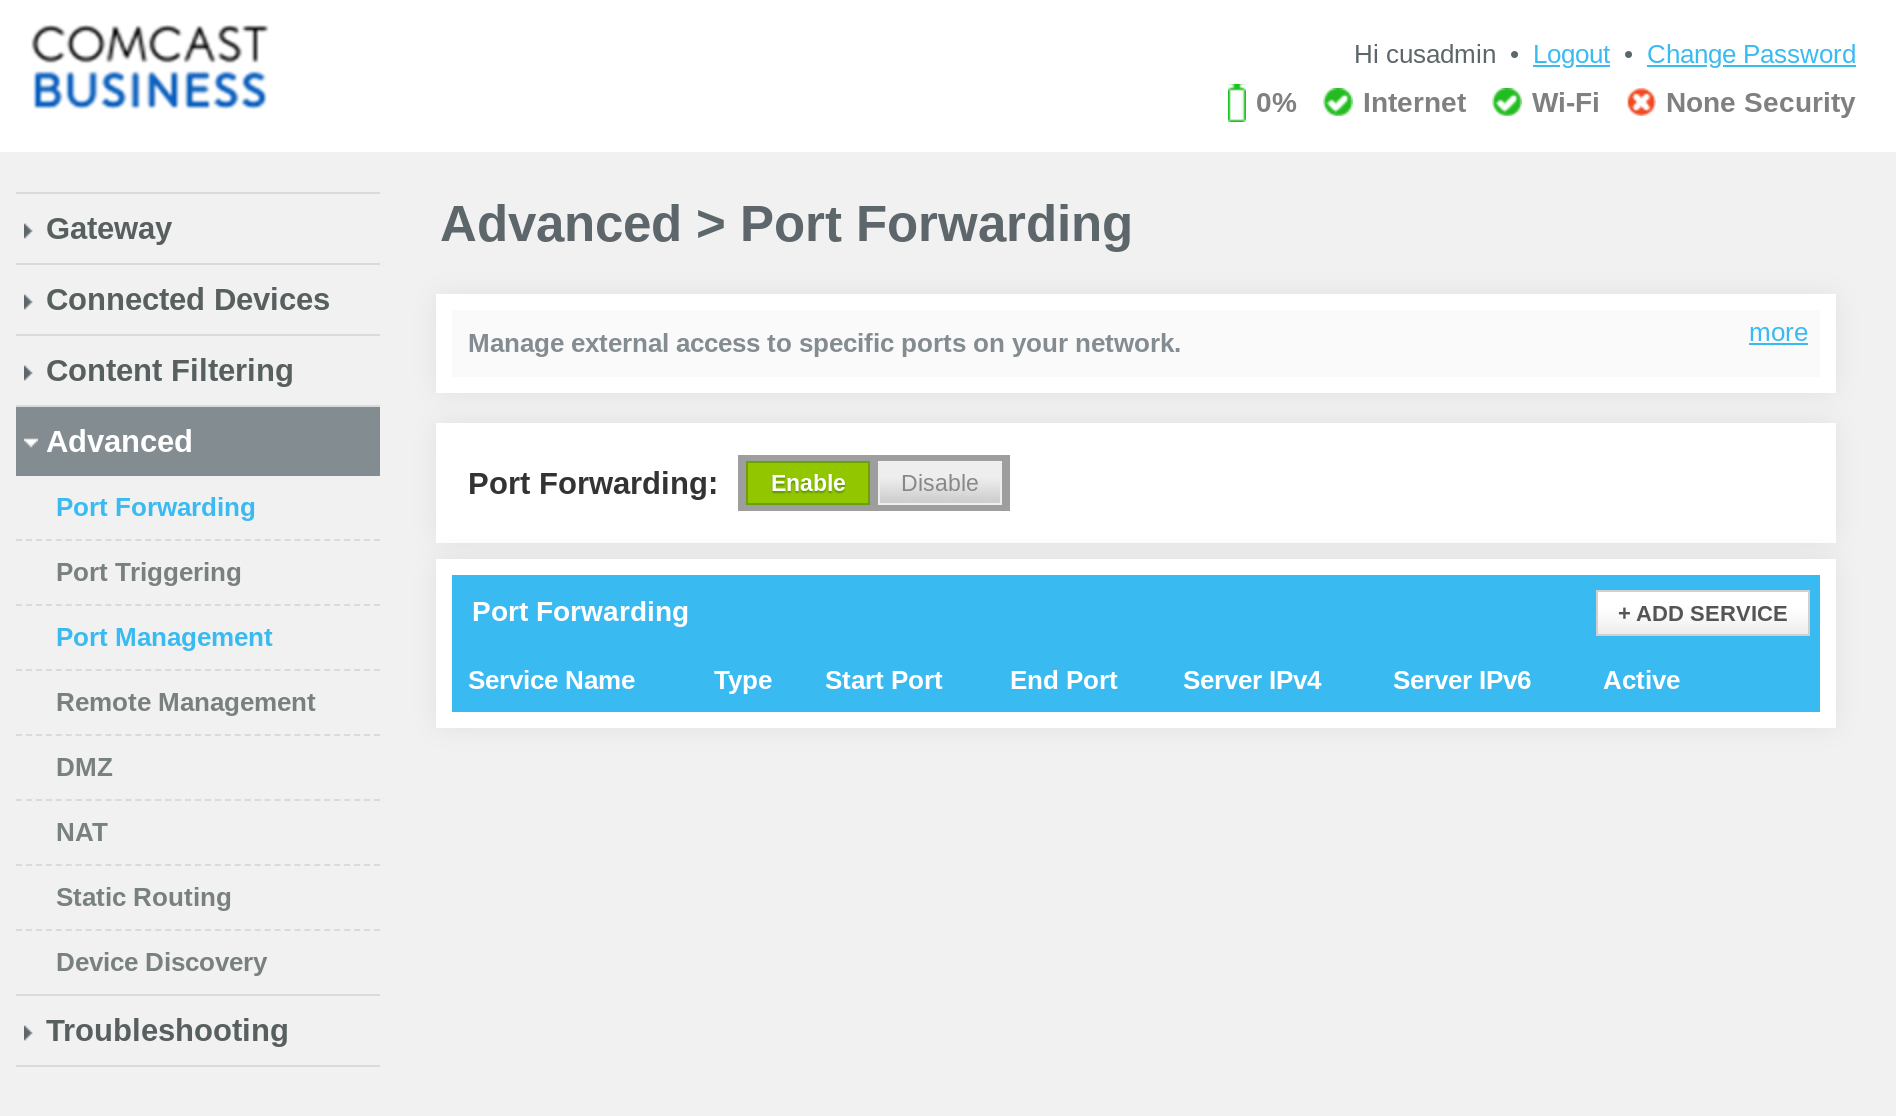 COMCAST
BUSINESS
Hi cusadmin • Logout • Change Password
0% Internet Wi-Fi None Security
Gateway
Connected Devices
Content Filtering
Advanced
Port Forwarding
Port Triggering
Port Management
Remote Management
DMZ
NAT
Static Routing
Device Discovery
Troubleshooting
Advanced > Port Forwarding
Manage external access to specific ports on your network.
more
Port Forwarding: Enable Disable
Port Forwarding
+ ADD SERVICE
Service Name Type Start Port End Port Server IPv4 Server IPv6 Active